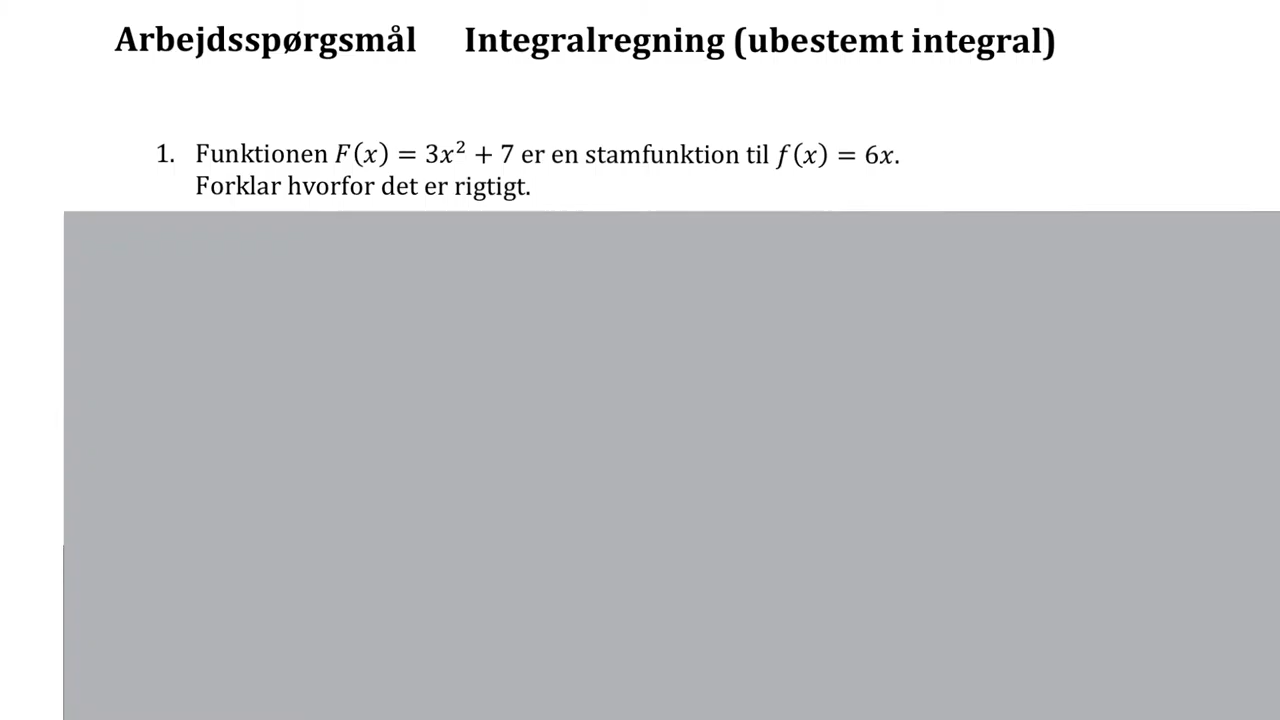 Arbejdsspørgsmål Integralregning (ubestemt integral)
1. Funktionen F(x) = 3x² + 7 er en stamfunktion til f(x) = 6x.
Forklar hvorfor det er rigtigt.